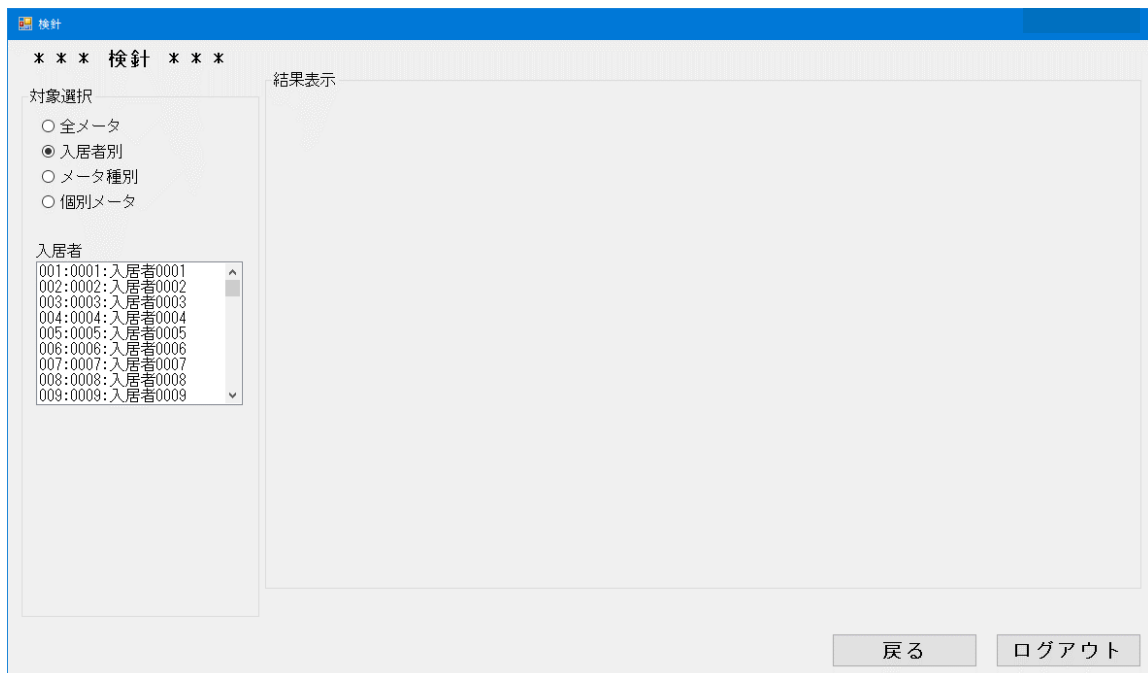 検針
＊＊＊ 検針 ＊＊＊
対象選択
全メータ
入居者別
メータ種別
個別メータ
入居者
001:0001:入居者0001
002:0002:入居者0002
003:0003:入居者0003
004:0004:入居者0004
005:0005:入居者0005
006:0006:入居者0006
007:0007:入居者0007
008:0008:入居者0008
009:0009:入居者0009
結果表示
戻る
ログアウト